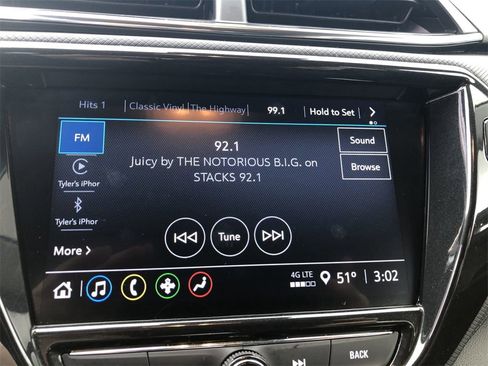 Hits 1 Classic Vinyl The Highway 99.1 Hold to Set
FM
92.1
Sound
Juicy by THE NOTORIOUS B.I.G. on
STACKS 92.1
Browse
Tyler's iPhor
Tyler's iPhor
Tune
More
4G LTE
51° 3:02
BACK